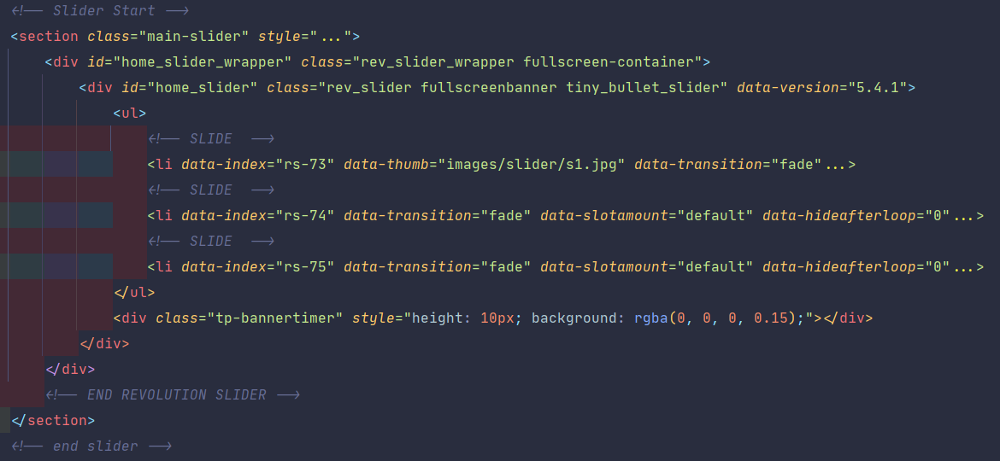 <!-- Slider Start -->
<section class="main-slider" style="...">
<div id="home_slider_wrapper" class="rev_slider_wrapper fullscreen-container">
<div id="home_slider" class="rev_slider fullscreenbanner tiny_bullet_slider" data-version="5.4.1">
<ul>
<!-- SLIDE  -->
<li data-index="rs-73" data-thumb="images/slider/s1.jpg" data-transition="fade"...>
<!-- SLIDE  -->
<li data-index="rs-74" data-transition="fade" data-slotamount="default" data-hideafterloop="0"...>
<!-- SLIDE  -->
<li data-index="rs-75" data-transition="fade" data-slotamount="default" data-hideafterloop="0"...>
</ul>
<div class="tp-bannertimer" style="height: 10px; background: rgba(0, 0, 0, 0.15);"></div>
</div>
</div>
<!-- END REVOLUTION SLIDER -->
</section>
<!-- end slider -->